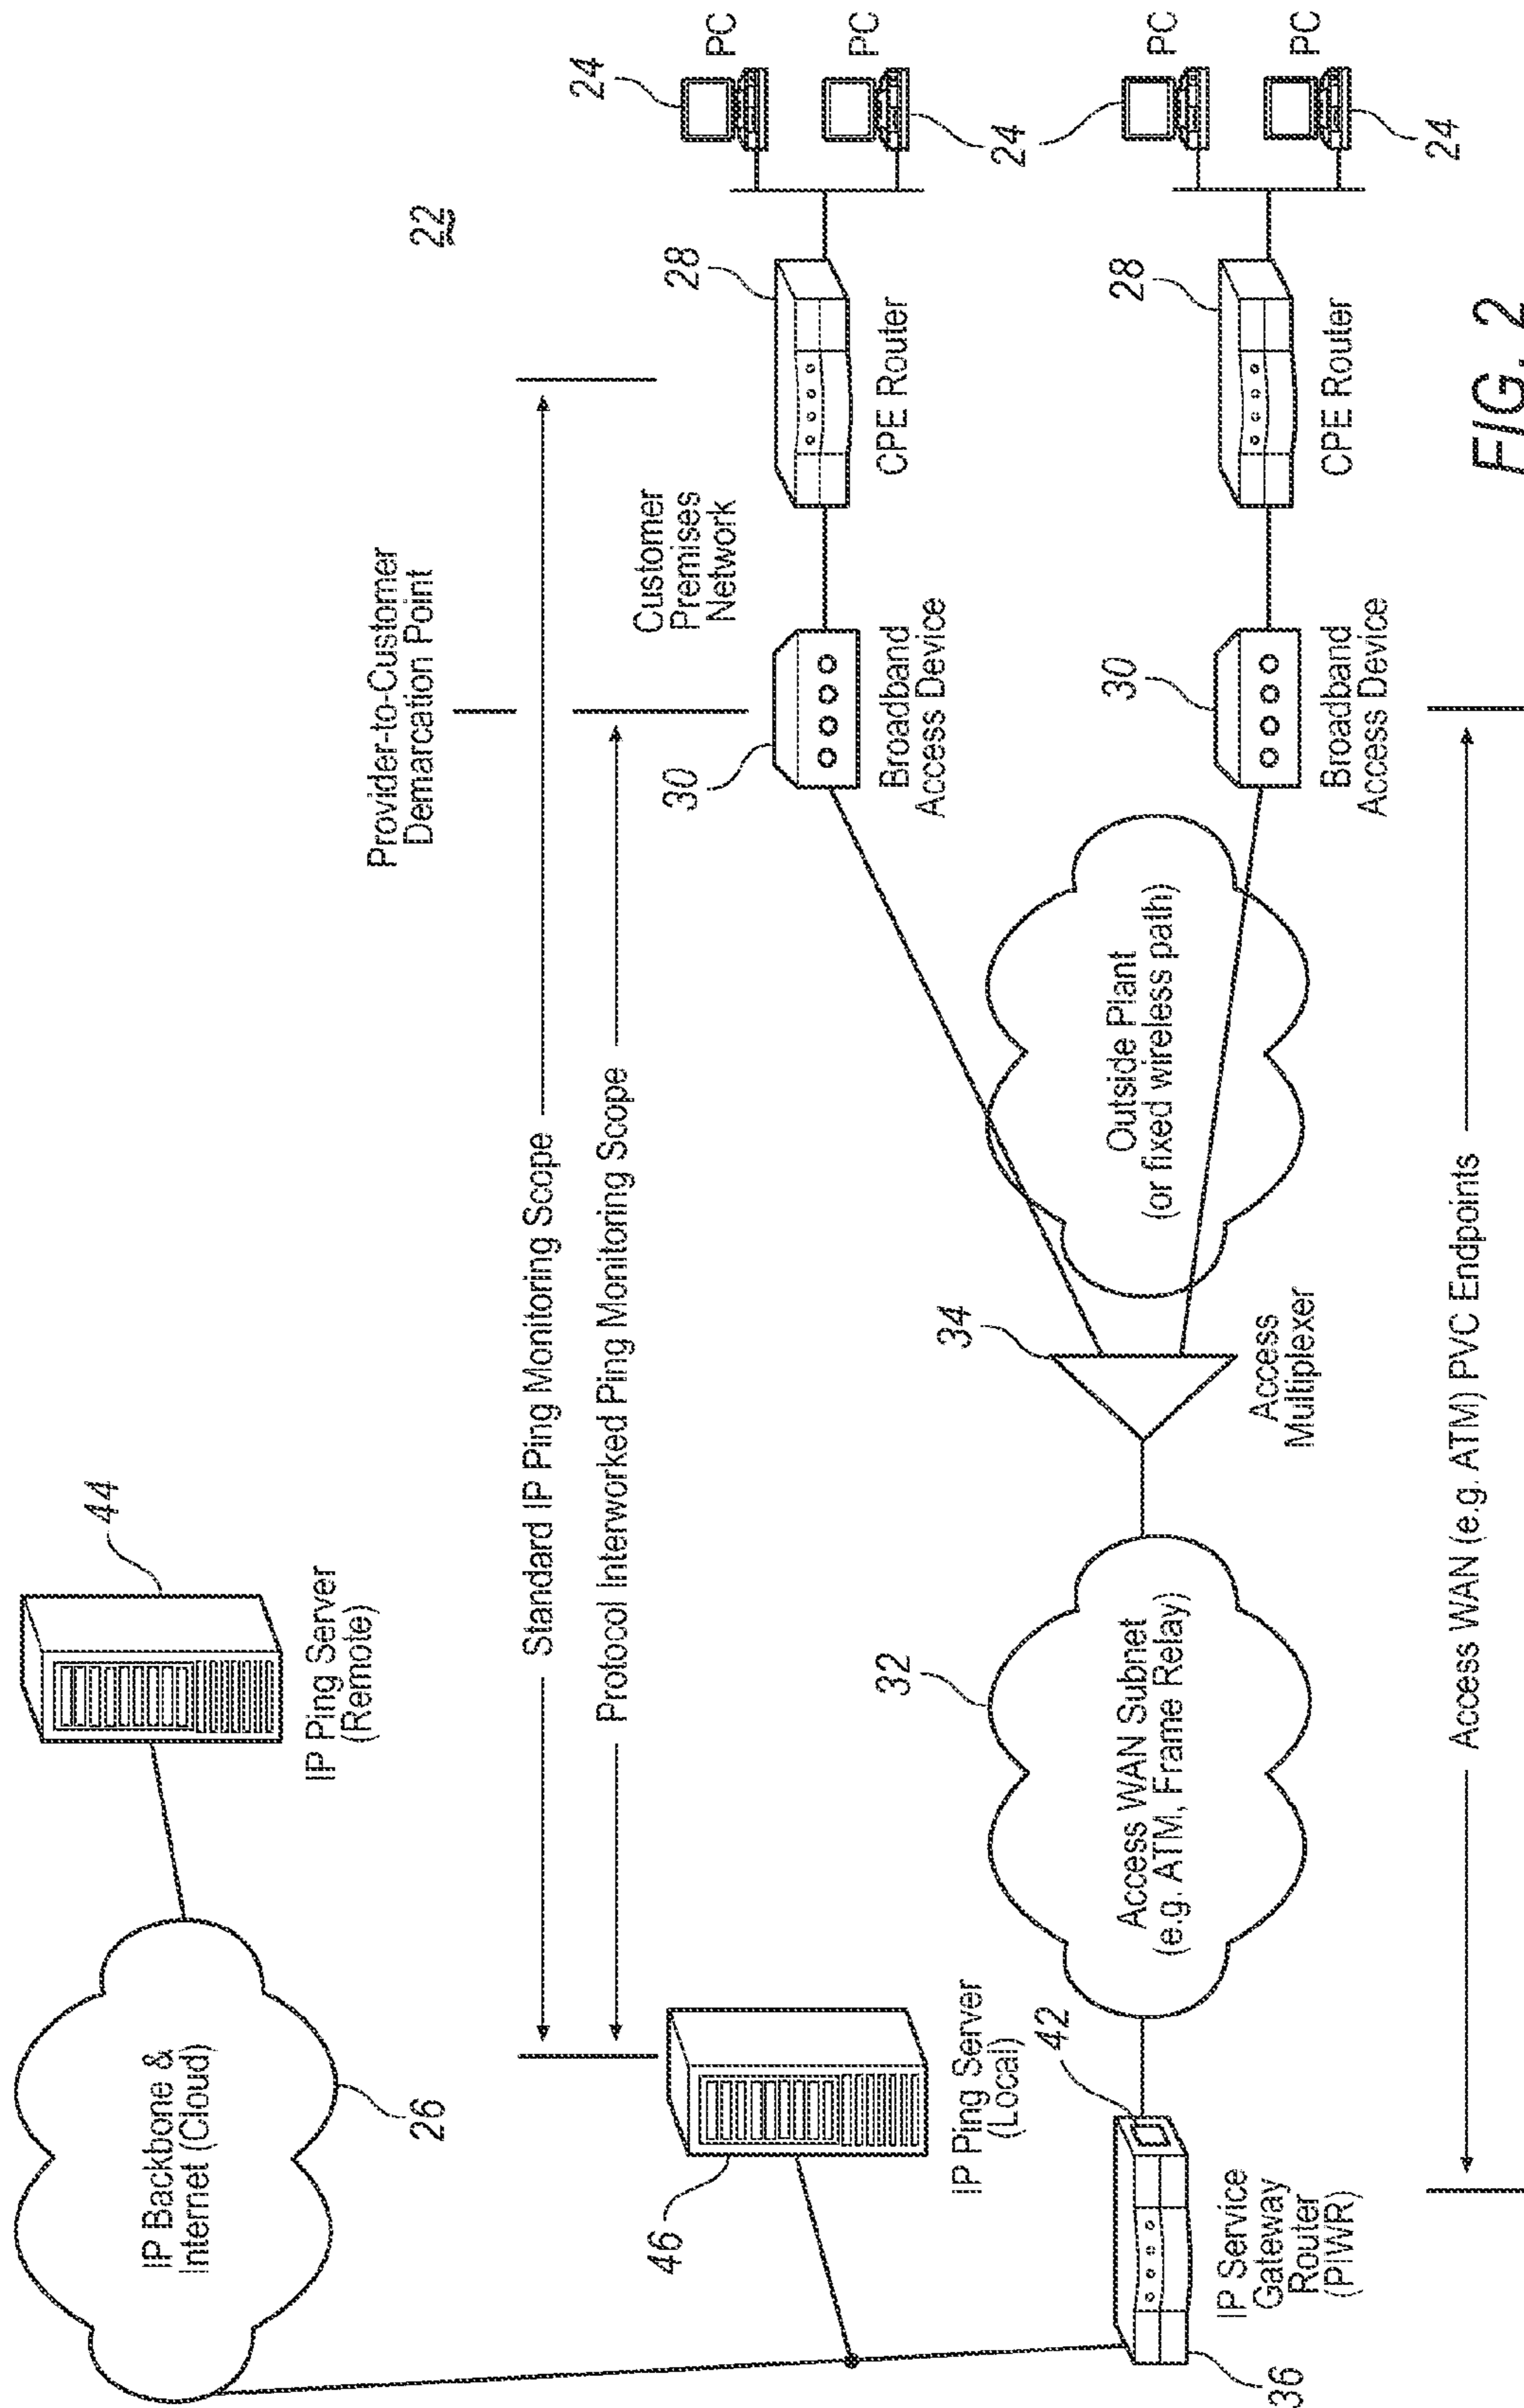 22
44
IP Ping Server
(Remote)
IP Backbone &
Internet (Cloud)
26
Provider-to-Customer
Demarcation Point
Standard IP Ping Monitoring Scope
Protocol Interworked Ping Monitoring Scope
Customer
Premises
Network
46
IP Ping Server
(Local)
30
Broadband
Access Device
28
CPE Router
24
PC
PC
24
36
IP Service
Gateway
Router
(PIWR)
42
32
Access WAN Subnet
(e.g. ATM, Frame Relay)
34
Access
Multiplexer
Outside Plant
(or fixed wireless path)
30
Broadband
Access Device
28
CPE Router
PC
PC
24
Access WAN (e.g. ATM) PVC Endpoints
FIG. 2